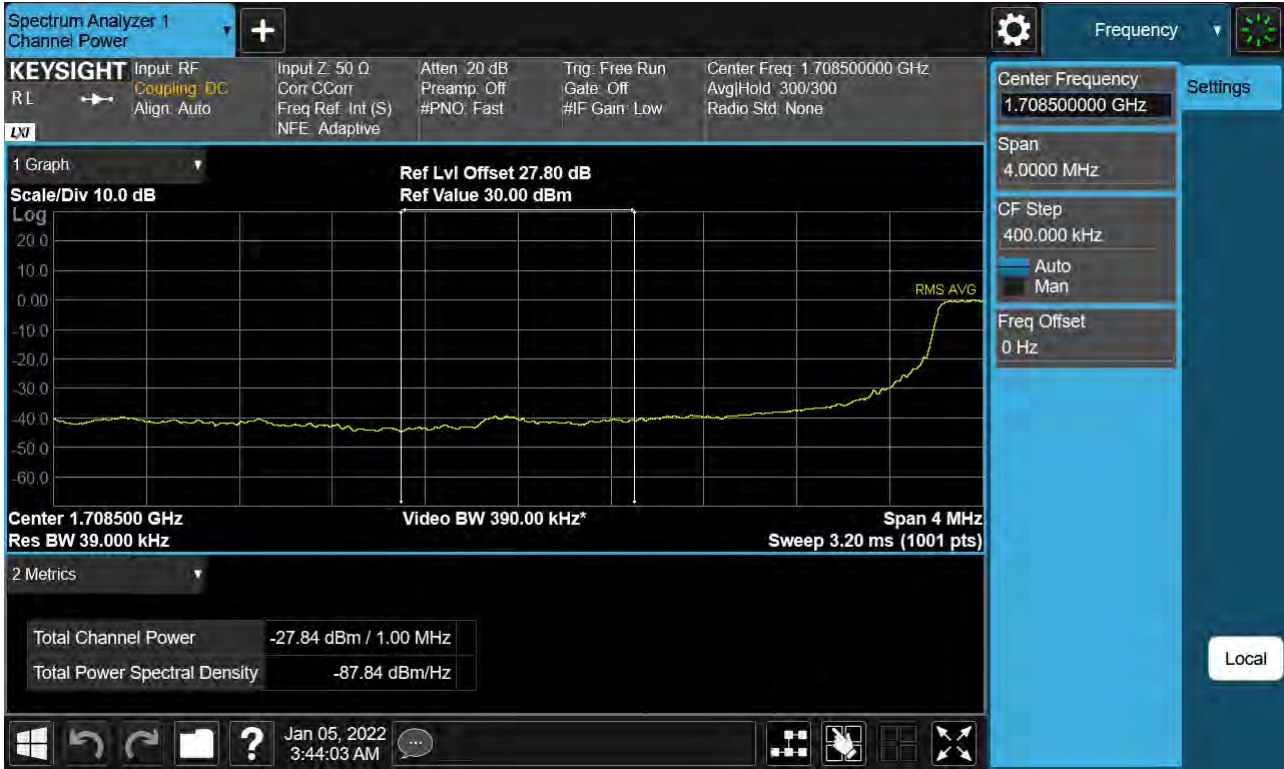 Spectrum Analyzer 1
Channel Power
+
Frequency
KEYSIGHT
R L
LXI
Input: RF
Coupling: DC
Align: Auto
Input Z: 50 Ω
Corr CCorr
Freq Ref: Int (S)
NFE: Adaptive
Atten: 20 dB
Preamp: Off
#PNO: Fast
Trig: Free Run
Gate: Off
#IF Gain: Low
Center Freq: 1.708500000 GHz
Avg|Hold: 300/300
Radio Std: None
Center Frequency
1.708500000 GHz
Settings
Span
4.0000 MHz
CF Step
400.000 kHz
Auto
Man
Freq Offset
0 Hz
1 Graph
Ref Lvl Offset 27.80 dB
Scale/Div 10.0 dB
Ref Value 30.00 dBm
Log
20.0
10.0
0.00
-10.0
-20.0
-30.0
-40.0
-50.0
-60.0
RMS AVG
Center 1.708500 GHz
Video BW 390.00 kHz*
Span 4 MHz
Res BW 39.000 kHz
Sweep 3.20 ms (1001 pts)
2 Metrics
Total Channel Power -27.84 dBm / 1.00 MHz
Total Power Spectral Density -87.84 dBm/Hz
Local
?
Jan 05, 2022
3:44:03 AM